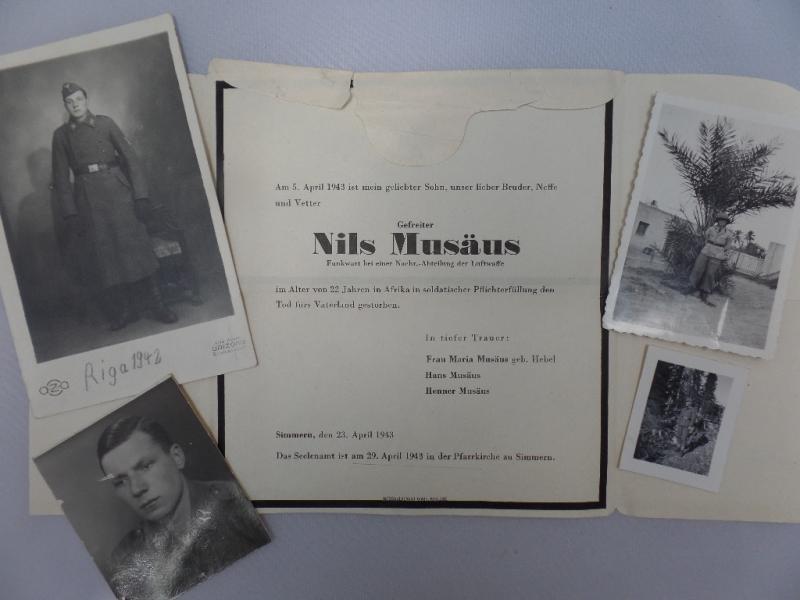 Am 5. April 1943 ist mein geliebter Sohn, unser lieber Bruder, Neffe
und Vetter
Gefreiter
Nils Musäus
Funkwart bei einer Nachr.-Abteilung der Luftwaffe
im Alter von 22 Jahren in Afrika in soldatischer Pflichterfüllung den
Tod fürs Vaterland gestorben.
In tiefer Trauer:
Frau Maria Musäus geb. Hebel
Hans Musäus
Henner Musäus
Simmern, den 23. April 1943
Das Seelenamt ist am 29. April 1943 in der Pfarrkirche zu Simmern.
Riga 1942